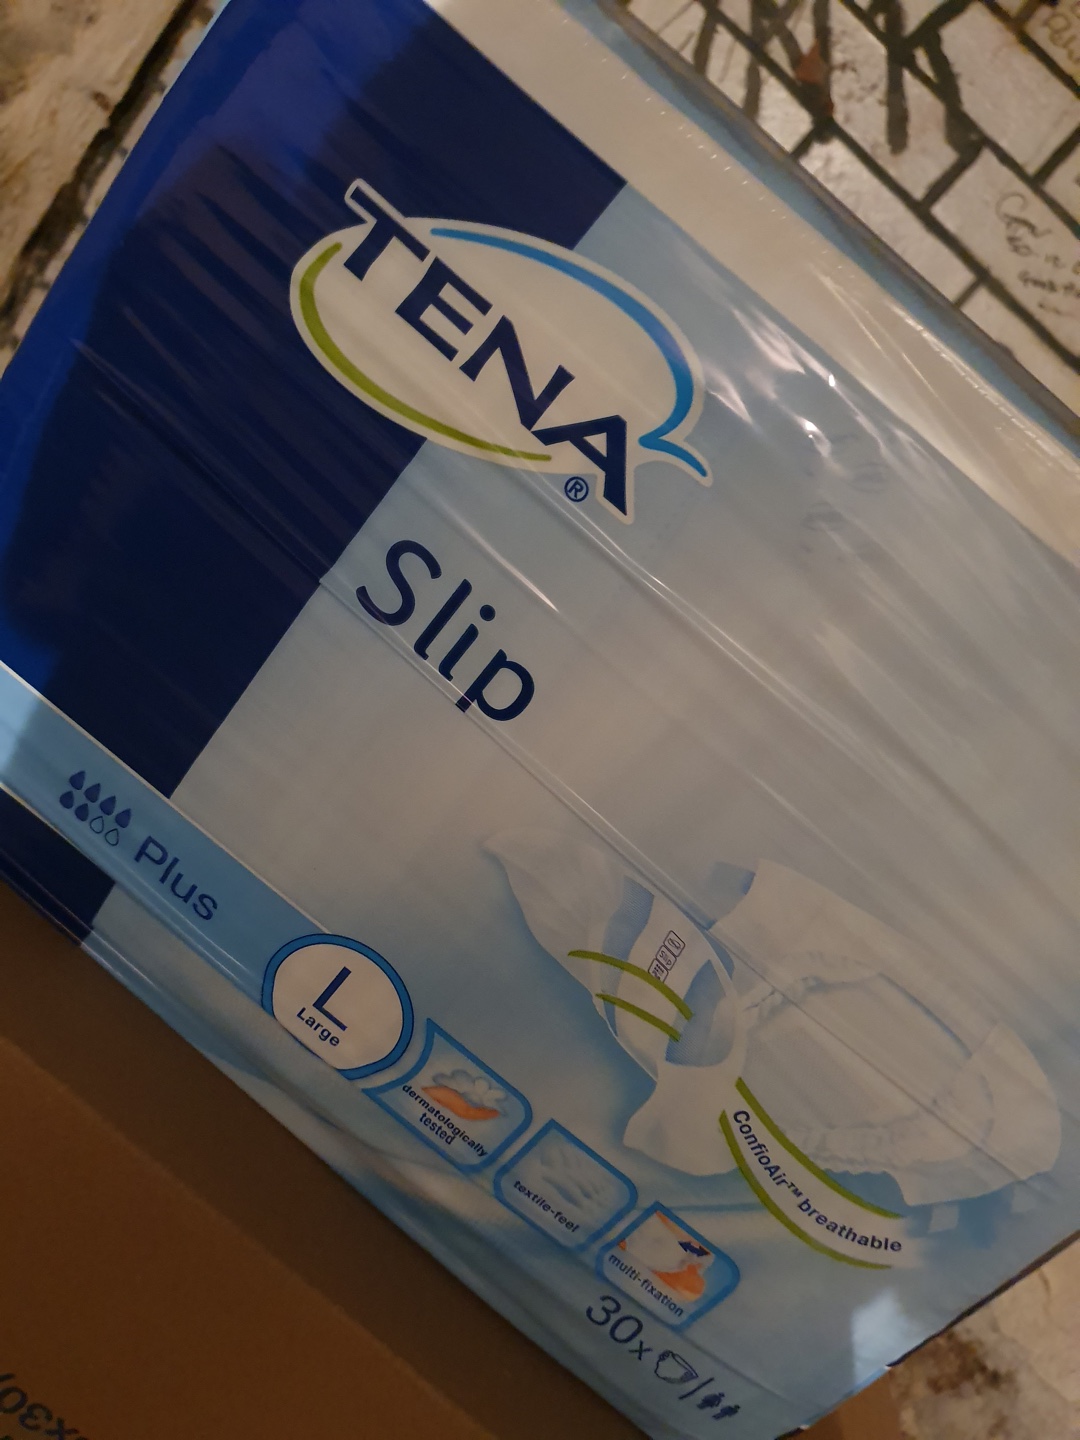 TENA®
Slip
Plus
L
Large
dermatologically
tested
textile-feel
multi-fixation
ConfioAir™ breathable
30x